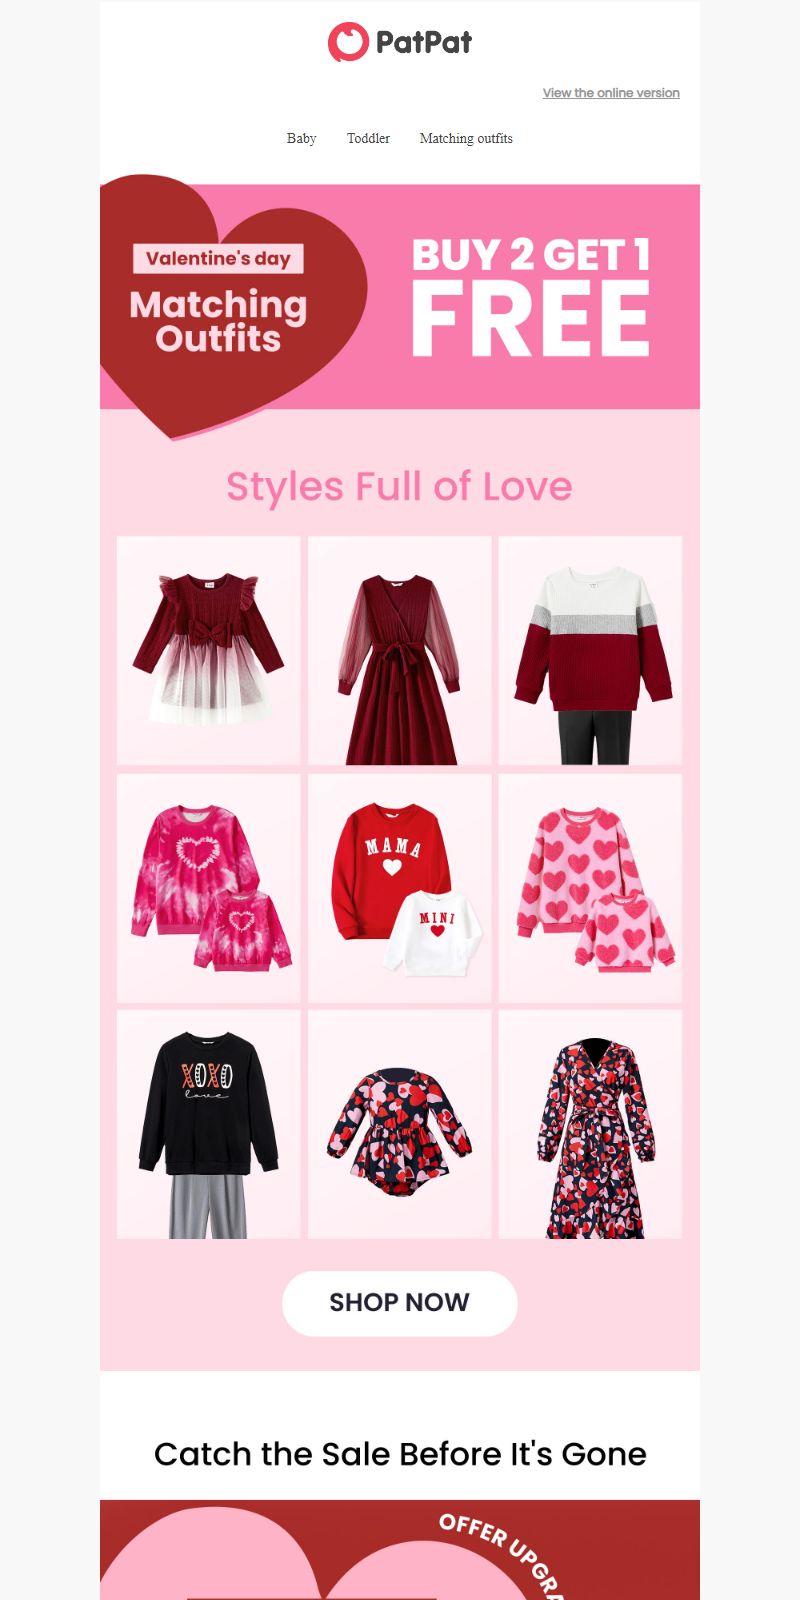 PatPat
View the online version
Baby Toddler Matching outfits
Valentine's day
Matching
Outfits
BUY 2 GET 1
FREE
Styles Full of Love
MAMA
MINI
XOXO
love
SHOP NOW
Catch the Sale Before It's Gone
OFFER UPGRA